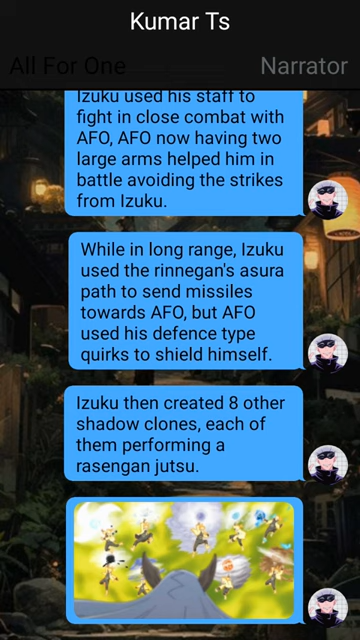 Kumar Ts
All For One
Narrator
Izuku used his staff to
fight in close combat with
AFO, AFO now having two
large arms helped him in
battle avoiding the strikes
from Izuku.
While in long range, Izuku
used the rinnegan's asura
path to send missiles
towards AFO, but AFO
used his defence type
quirks to shield himself.
Izuku then created 8 other
shadow clones, each of
them performing a
rasengan jutsu.